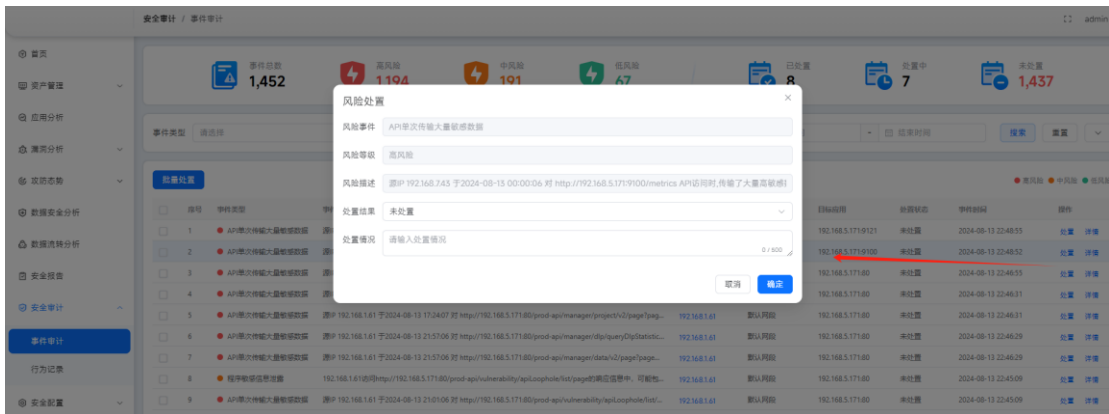 安全审计 / 事件审计
admin
首页
资产管理
应用分析
溯源分析
攻防态势
数据安全分析
数据流转分析
安全报告
安全审计
事件审计
行为记录
安全配置
事件总数
1,452
高风险
1194
中风险
191
低风险
67
已处置
8
处置中
7
未处置
1,437
事件类型 请选择
- 结束时间
搜索 重置
批量处置
高风险 中风险 低风险
序号 事件类型 目标应用 处置状态 事件时间 操作
1 API单次传输大量敏感数据 192.168.5.171:9121 未处置 2024-08-13 22:48:55 处置 详情
2 API单次传输大量敏感数据 192.168.5.171:9100 未处置 2024-08-13 22:48:52 处置 详情
3 API单次传输大量敏感数据 192.168.5.171:80 未处置 2024-08-13 22:46:55 处置 详情
4 API单次传输大量敏感数据 192.168.5.171:80 未处置 2024-08-13 22:46:31 处置 详情
5 API单次传输大量敏感数据 源IP 192.168.1.61 于2024-08-13 17:24:07 对 http://192.168.5.171:80/prod-api/manager/project/v2/page?pag... 192.168.1.61 默认网段 192.168.5.171:80 未处置 2024-08-13 22:46:31 处置 详情
6 API单次传输大量敏感数据 源IP 192.168.1.61 于2024-08-13 21:57:06 对 http://192.168.5.171:80/prod-api/manager/dlp/queryDlpStatistic... 192.168.1.61 默认网段 192.168.5.171:80 未处置 2024-08-13 22:46:29 处置 详情
7 API单次传输大量敏感数据 源IP 192.168.1.61 于2024-08-13 21:57:06 对 http://192.168.5.171:80/prod-api/manager/data/v2/page?page... 192.168.1.61 默认网段 192.168.5.171:80 未处置 2024-08-13 22:46:29 处置 详情
8 程序敏感信息泄露 192.168.1.61访问http://192.168.5.171:80/prod-api/vulnerability/apiLoophole/list/page的响应信息中，可能包... 192.168.1.61 默认网段 192.168.5.171:80 未处置 2024-08-13 22:45:09 处置 详情
9 API单次传输大量敏感数据 源IP 192.168.1.61 于2024-08-13 21:01:06 对 http://192.168.5.171:80/prod-api/vulnerability/apiLoophole/list/... 192.168.1.61 默认网段 192.168.5.171:80 未处置 2024-08-13 22:45:09 处置 详情
风险处置
风险事件 API单次传输大量敏感数据
风险等级 高风险
风险描述 源IP 192.168.7.43 于2024-08-13 00:00:06 对 http://192.168.5.171:9100/metrics API访问时,传输了大量高敏感
处置结果 未处置
处置情况 请输入处置情况
0 / 500
取消 确定